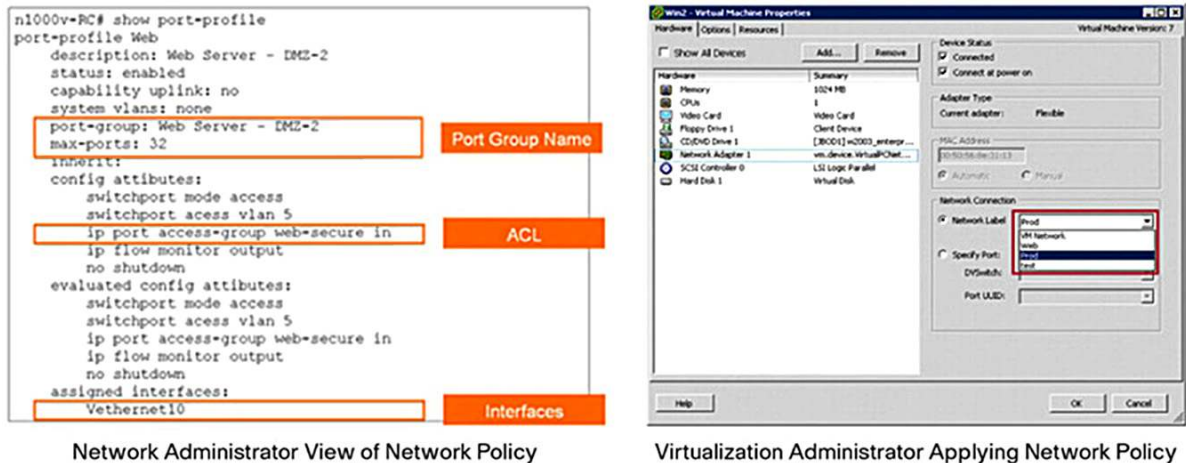 n1000v-RC# show port-profile
port-profile Web
description: Web Server - DMZ-2
status: enabled
capability uplink: no
system vlans: none
port-group: Web Server - DMZ-2
max-ports: 32
inherit:
config attibutes:
switchport mode access
switchport acess vlan 5
ip port access-group web-secure in
ip flow monitor output
no shutdown
evaluated config attibutes:
switchport mode access
switchport acess vlan 5
ip port access-group web-secure in
ip flow monitor output
no shutdown
assigned interfaces:
Vethernet10
Port Group Name
ACL
Interfaces
Network Administrator View of Network Policy
Win2 - Virtual Machine Properties
Hardware Options Resources
Virtual Machine Version: 7
Show All Devices
Add...
Remove
Hardware Summary
Memory 1024 MB
CPUs 1
Video Card Video Card
Floppy Drive 1 Client Device
CD/DVD Drive 1 [JBOD1] w2003_enterpr...
Network Adapter 1 vm.device.VirtualPCNet...
SCSI Controller 0 LSI Logic Parallel
Hard Disk 1 Virtual Disk
Device Status
Connected
Connect at power on
Adapter Type
Current adapter: Flexible
MAC Address
Automatic Manual
Network Connection
Network Label Prod
VM Network
Web
Prod
test
Specify Port:
DVSwitch:
Port UUID:
Help
OK
Cancel
Virtualization Administrator Applying Network Policy